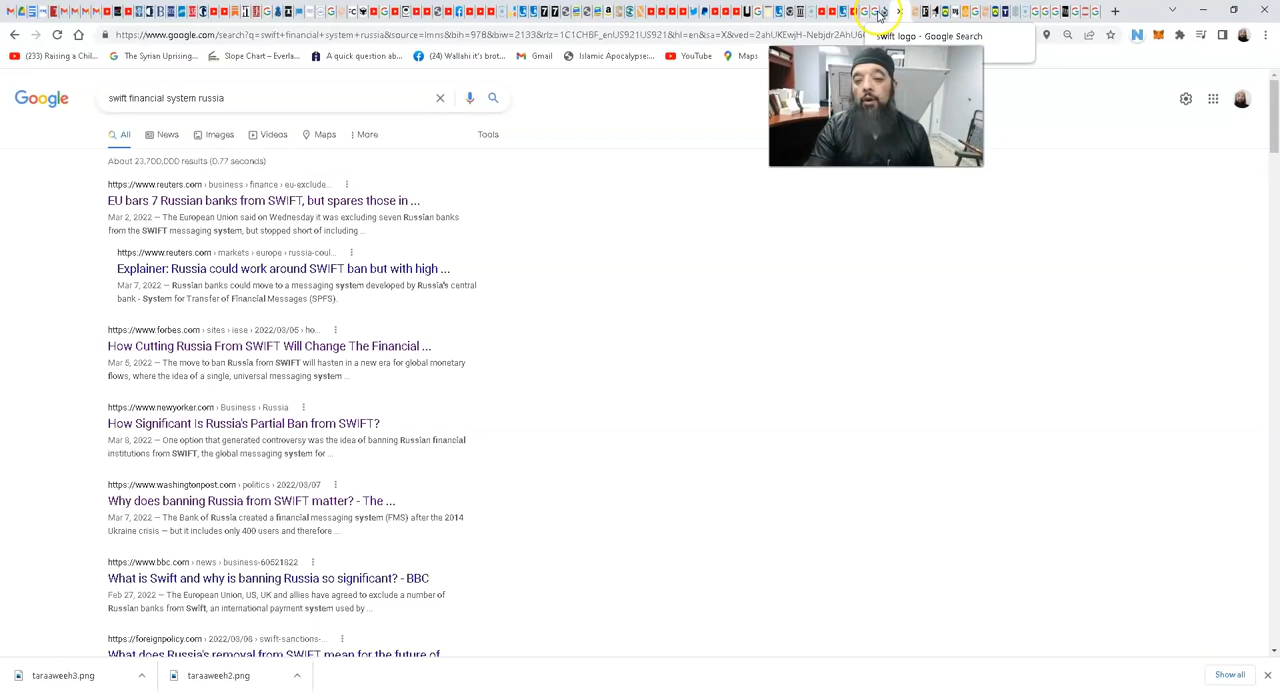 https://www.google.com/search?q=swift+financial+system+russia&source=lnms&bih=978&biw=2133&rlz=1C1CHBF_enUS921US921&hl=en&sa=X&ved=2ahUKEwjH-Nebjdr2AhU6
swift logo - Google Search
(233) Raising a Chil...
The Syrian Uprising...
Slope Chart – Everla...
A quick question ab...
(24) Wallahi it's brot...
Gmail
Islamic Apocalypse:...
YouTube
Maps
Google
swift financial system russia
All
News
Images
Videos
Maps
More
Tools
About 23,700,000 results (0.77 seconds)
https://www.reuters.com › business › finance › eu-exclude...
EU bars 7 Russian banks from SWIFT, but spares those in ...
Mar 2, 2022 — The European Union said on Wednesday it was excluding seven Russian banks
from the SWIFT messaging system, but stopped short of including ...
https://www.reuters.com › markets › europe › russia-coul...
Explainer: Russia could work around SWIFT ban but with high ...
Mar 7, 2022 — Russian banks could move to a messaging system developed by Russia's central
bank - System for Transfer of Financial Messages (SPFS).
https://www.forbes.com › sites › iese › 2022/03/05 › ho...
How Cutting Russia From SWIFT Will Change The Financial ...
Mar 5, 2022 — The move to ban Russia from SWIFT will hasten in a new era for global monetary
flows, where the idea of a single, universal messaging system ...
https://www.newyorker.com › Business › Russia
How Significant Is Russia's Partial Ban from SWIFT?
Mar 8, 2022 — One option that generated controversy was the idea of banning Russian financial
institutions from SWIFT, the global messaging system for ...
https://www.washingtonpost.com › politics › 2022/03/07
Why does banning Russia from SWIFT matter? - The ...
Mar 7, 2022 — The Bank of Russia created a financial messaging system (FMS) after the 2014
Ukraine crisis — but it includes only 400 users and therefore ...
https://www.bbc.com › news › business-60521822
What is Swift and why is banning Russia so significant? - BBC
Feb 27, 2022 — The European Union, US, UK and allies have agreed to exclude a number of
Russian banks from Swift, an international payment system used by ...
https://foreignpolicy.com › 2022/03/08 › swift-sanctions-...
What does Russia's removal from SWIFT mean for the future of
taraaweeh3.png
taraaweeh2.png
Show all